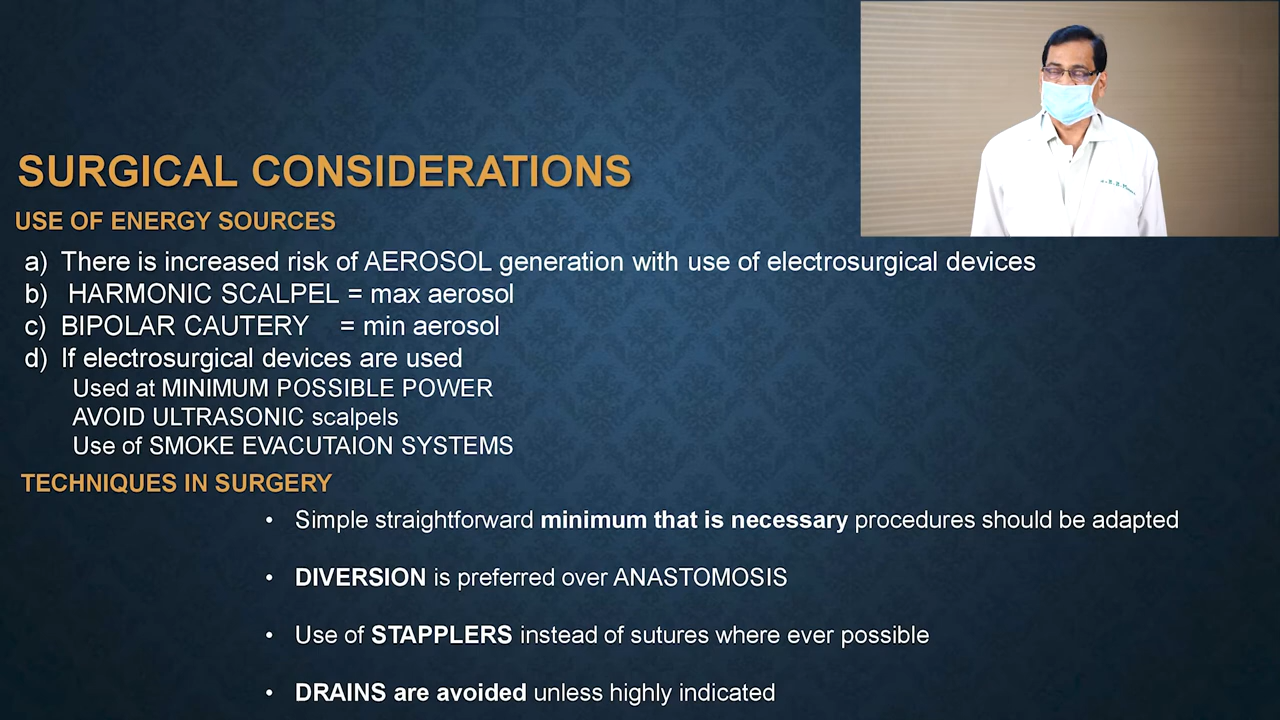 SURGICAL CONSIDERATIONS
USE OF ENERGY SOURCES
a) There is increased risk of AEROSOL generation with use of electrosurgical devices
b) HARMONIC SCALPEL = max aerosol
c) BIPOLAR CAUTERY = min aerosol
d) If electrosurgical devices are used
Used at MINIMUM POSSIBLE POWER
AVOID ULTRASONIC scalpels
Use of SMOKE EVACUTAION SYSTEMS
TECHNIQUES IN SURGERY
• Simple straightforward minimum that is necessary procedures should be adapted
• DIVERSION is preferred over ANASTOMOSIS
• Use of STAPPLERS instead of sutures where ever possible
• DRAINS are avoided unless highly indicated